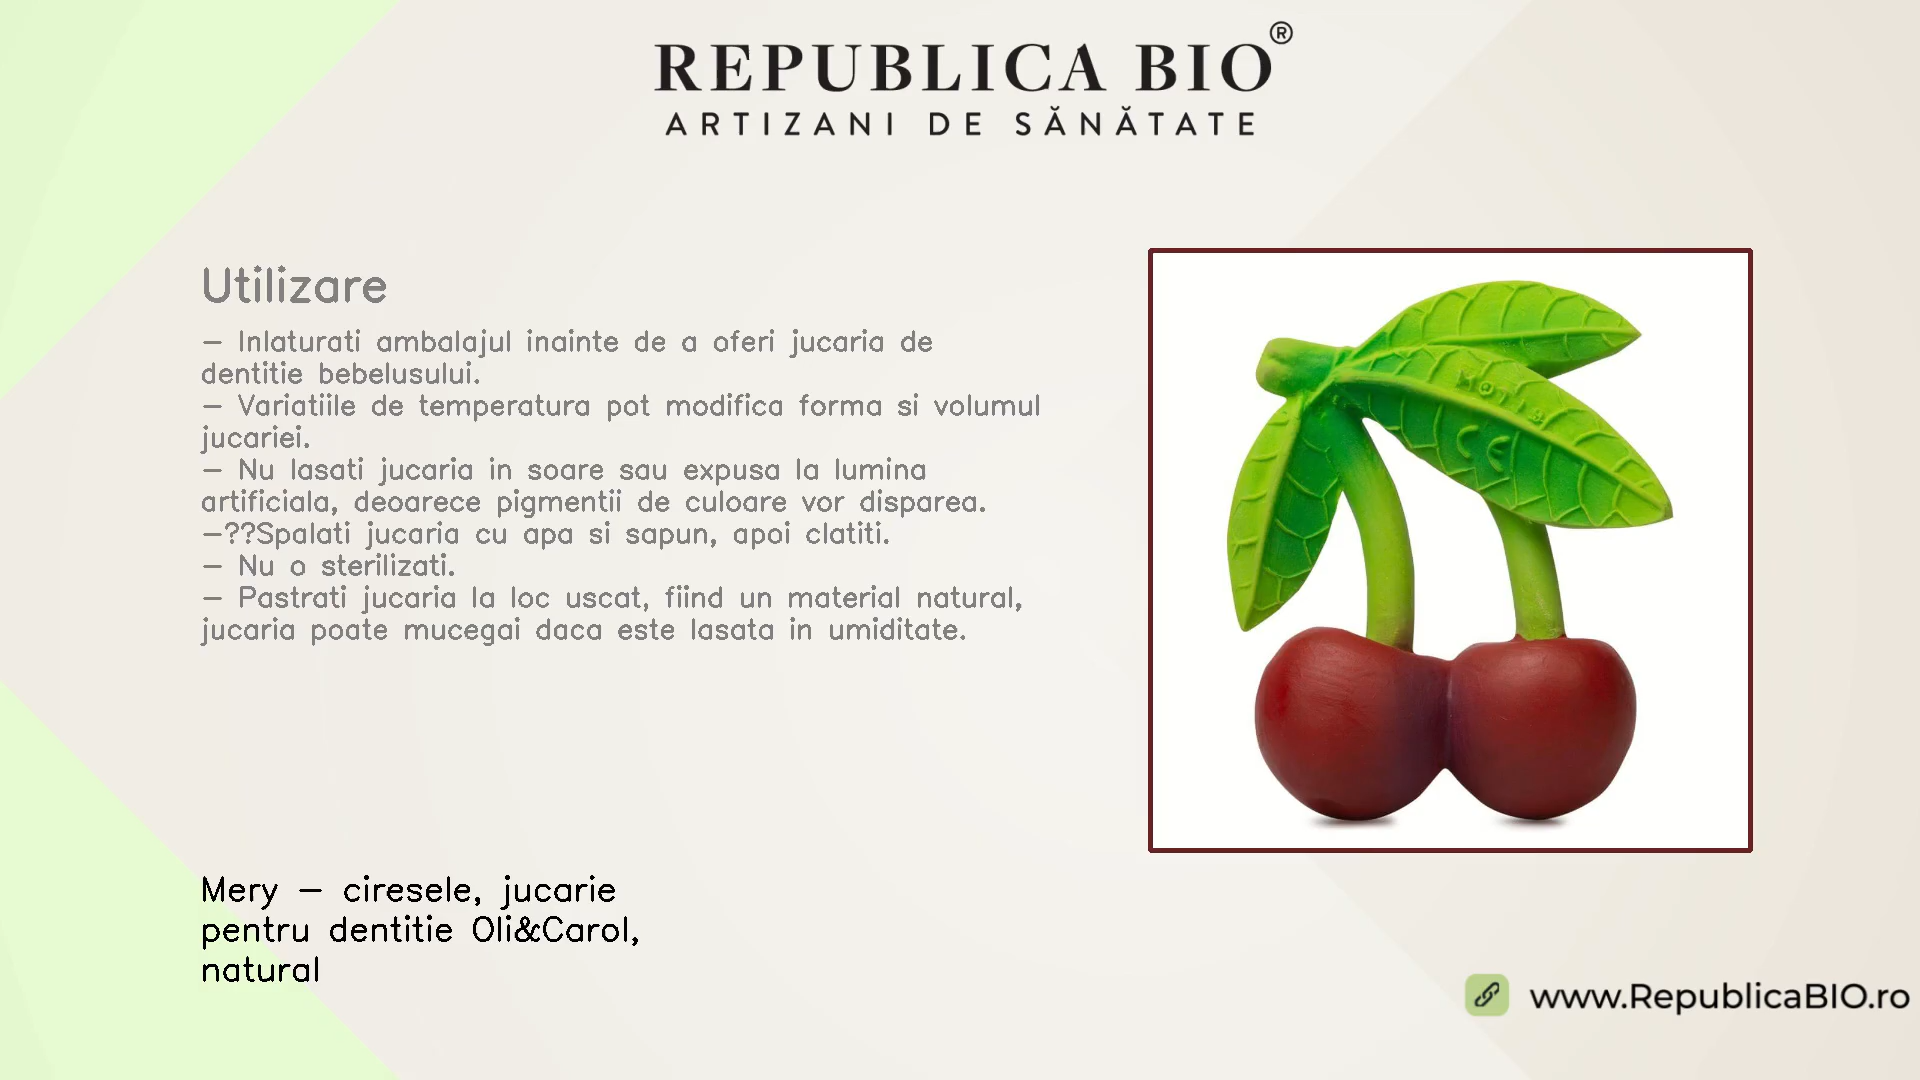 REPUBLICA BIO®
ARTIZANI DE SĂNĂTATE
Utilizare
- Inlaturati ambalajul inainte de a oferi jucaria de
dentitie bebelusului.
- Variatiile de temperatura pot modifica forma si volumul
jucariei.
- Nu lasati jucaria in soare sau expusa la lumina
artificiala, deoarece pigmentii de culoare vor disparea.
-??Spalati jucaria cu apa si sapun, apoi clatiti.
- Nu o sterilizati.
- Pastrati jucaria la loc uscat, fiind un material natural,
jucaria poate mucegai daca este lasata in umiditate.
CE
Mery - ciresele, jucarie
pentru dentitie Oli&Carol,
natural
www.RepublicaBIO.ro